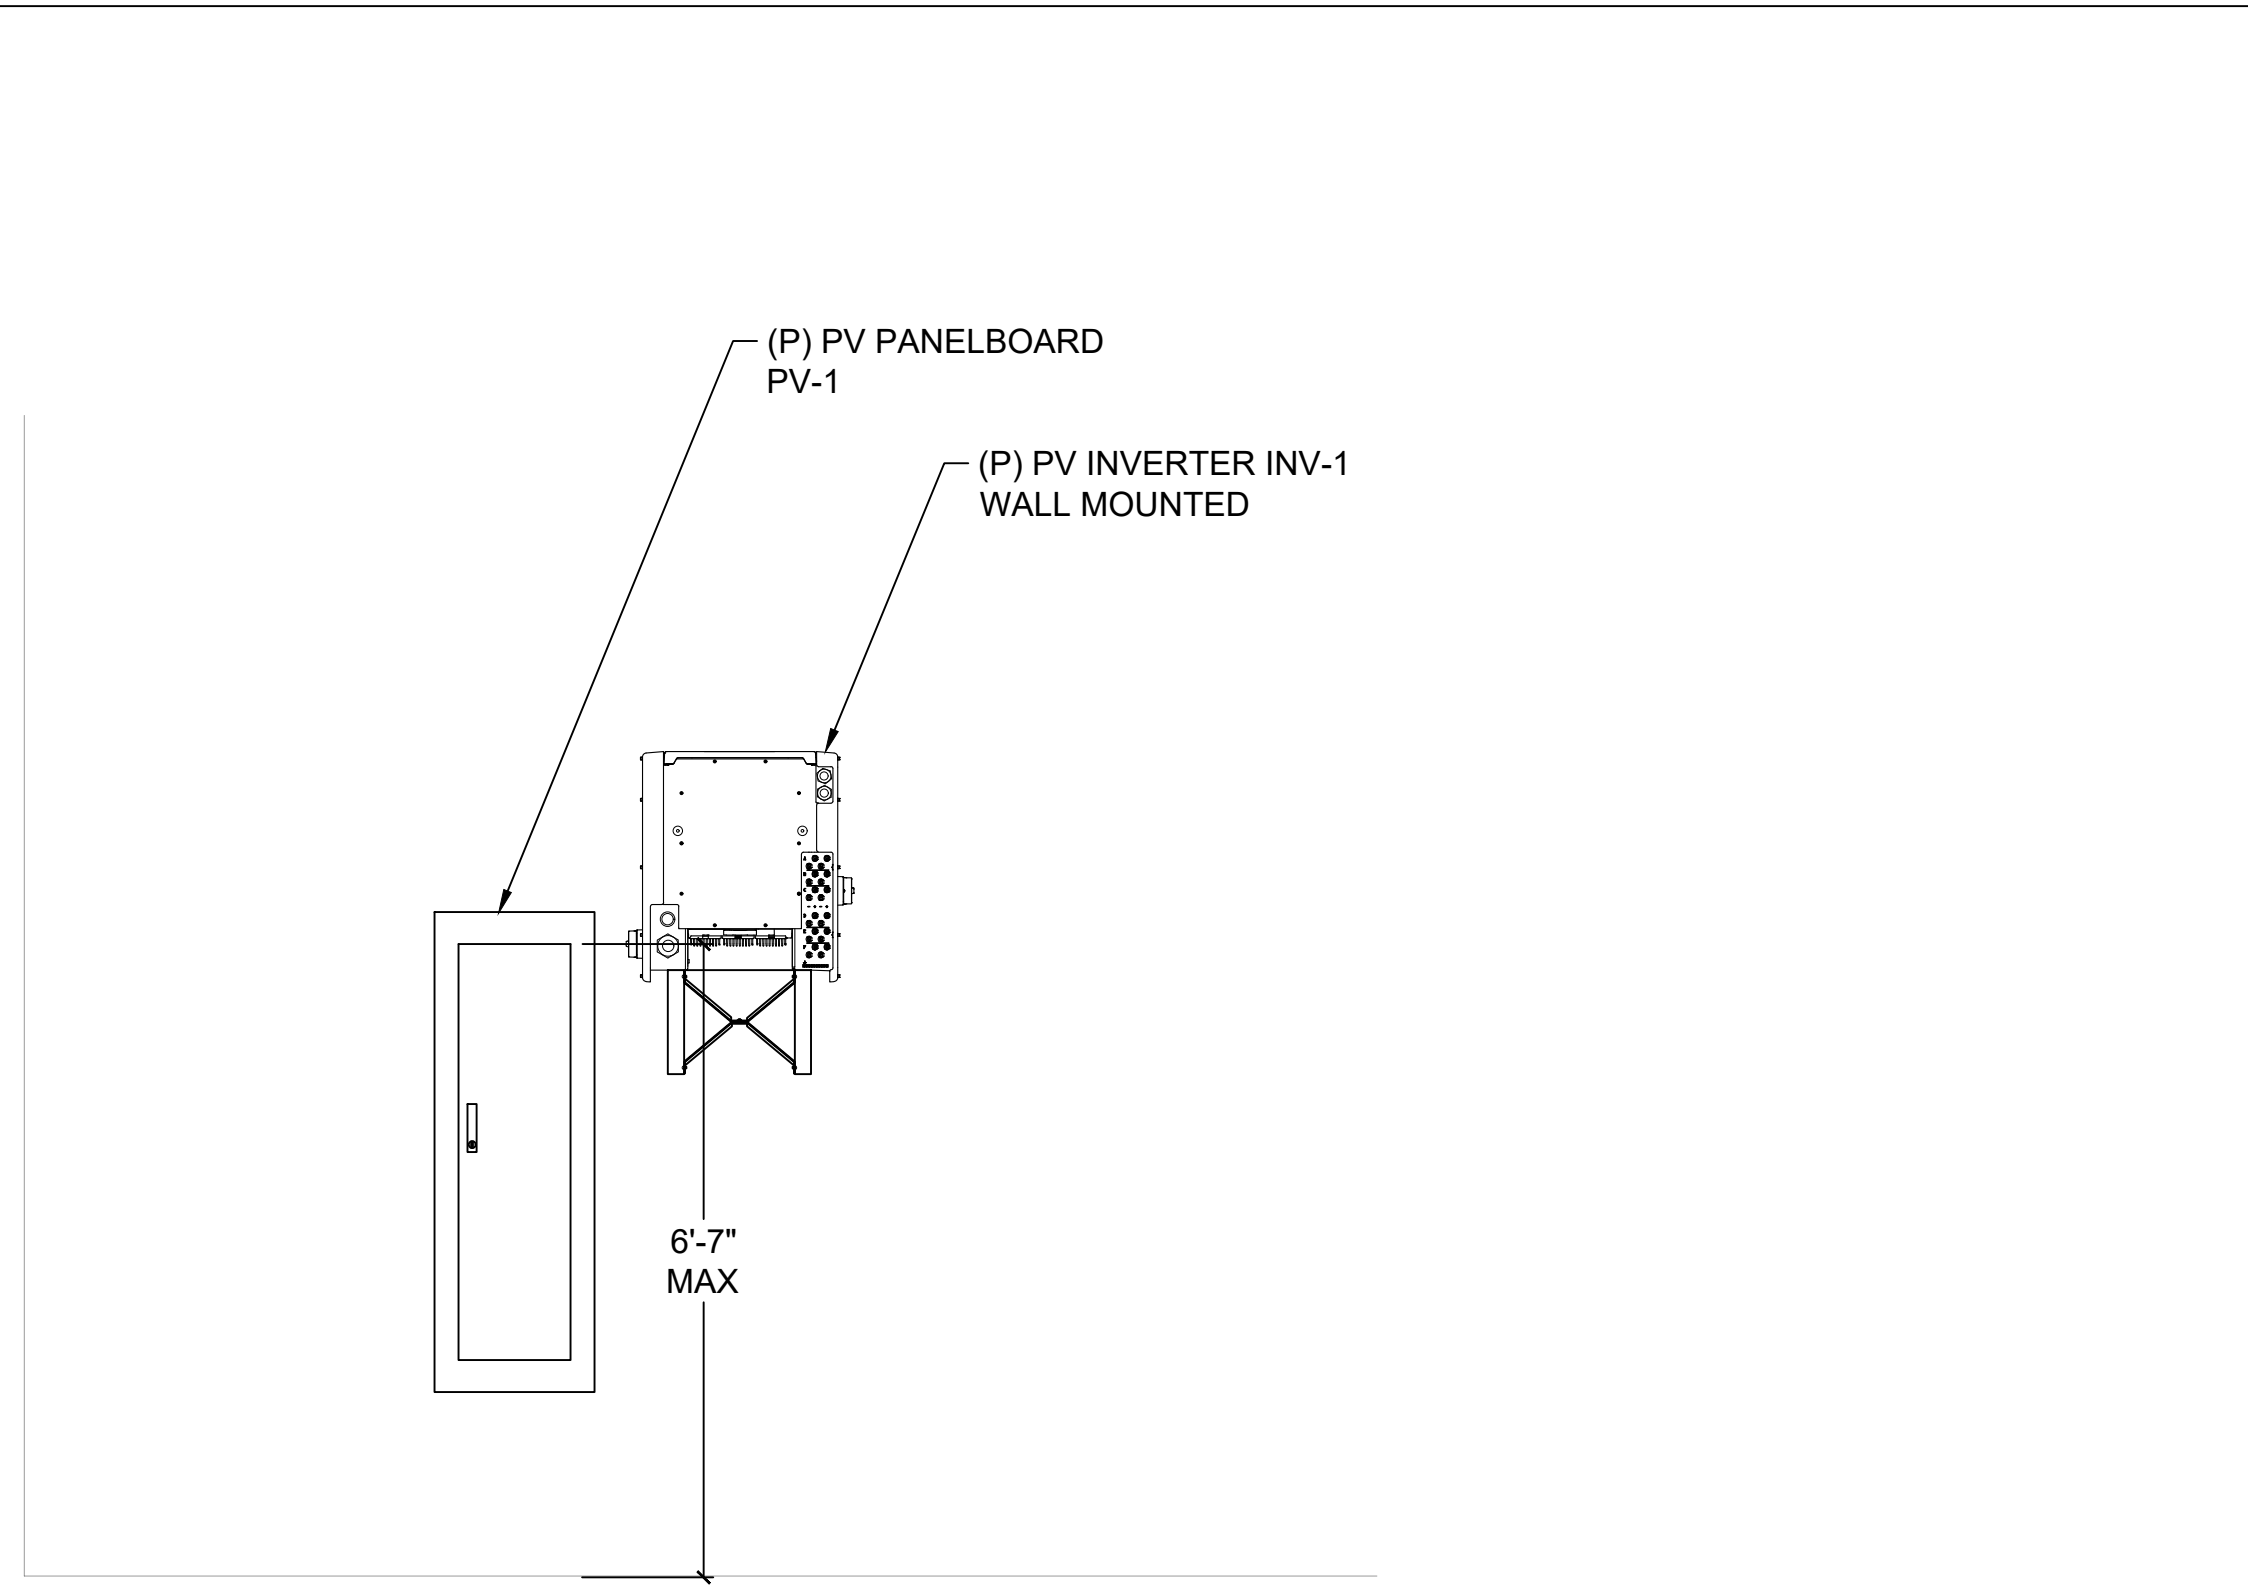 (P) PV PANELBOARD
PV-1
(P) PV INVERTER INV-1
WALL MOUNTED
6'-7"
MAX